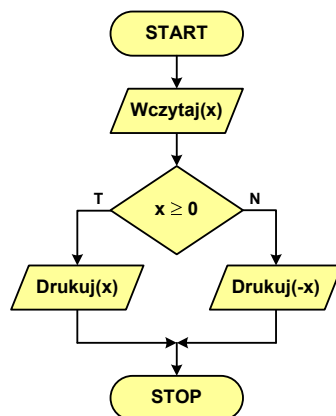 START
Wczytaj(x)
T
N
x ≥ 0
Drukuj(x)
Drukuj(-x)
STOP